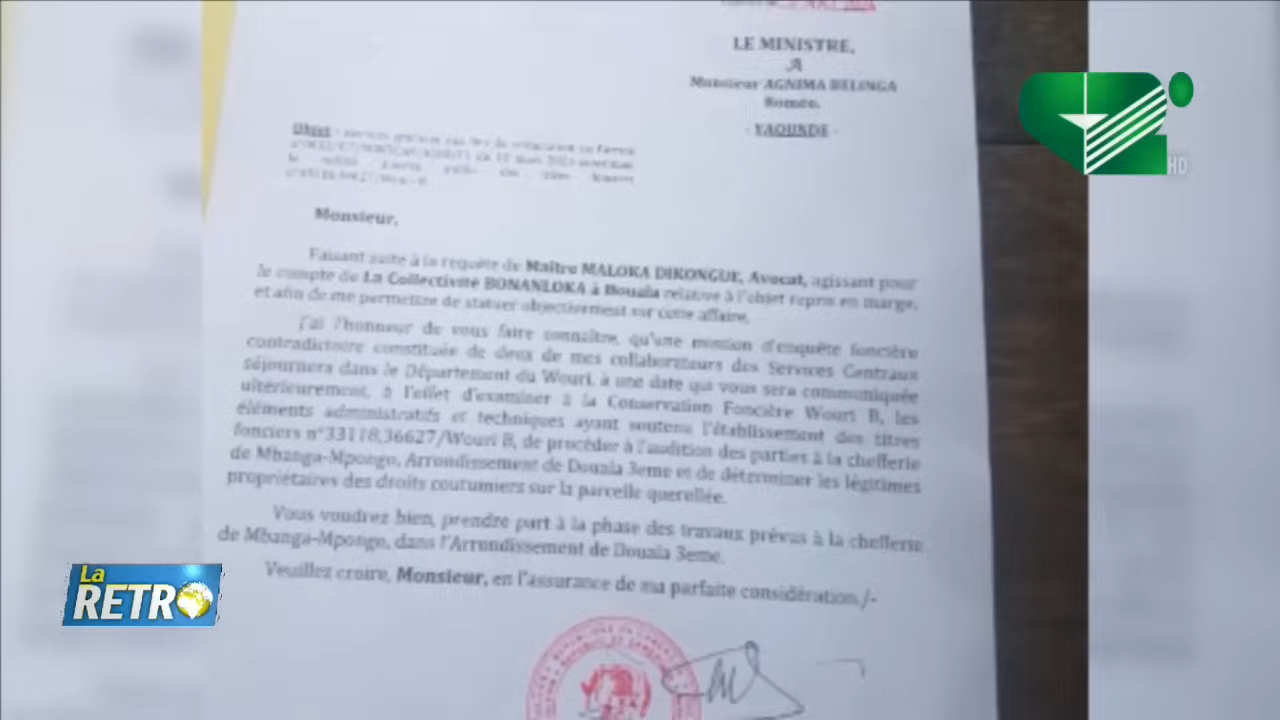 LE MINISTRE,
A
Monsieur AGNIMA BELINGA
Roméo.
- YAOUNDE -
HD
Objet :
Monsieur,
Faisant suite à la requête de Maître MALOKA DIKONGUE, Avocat, agissant pour
le compte de La Collectivité BONANLOKA à Douala relative à l'objet repris en marge,
et afin de me permettre de statuer objectivement sur cette affaire,
J'ai l'honneur de vous faire connaître, qu'une mission d'enquête foncière
contradictoire constituée de deux de mes collaborateurs des Services Centraux
séjournera dans le Département du Wouri, à une date qui vous sera communiquée
ultérieurement, à l'effet d'examiner à la Conservation Foncière Wouri B, les
éléments administratifs et techniques ayant soutenu l'établissement des titres
fonciers n°33118,36627/Wouri B, de procéder à l'audition des parties à la chefferie
de Mbanga-Mpongo, Arrondissement de Douala 3eme et de déterminer les légitimes
propriétaires des droits coutumiers sur la parcelle querellée.
Vous voudrez bien, prendre part à la phase des travaux prévus à la chefferie
de Mbanga-Mpongo, dans l'Arrondissement de Douala 3eme.
Veuillez croire, Monsieur, en l'assurance de ma parfaite considération./-
La
RETRO